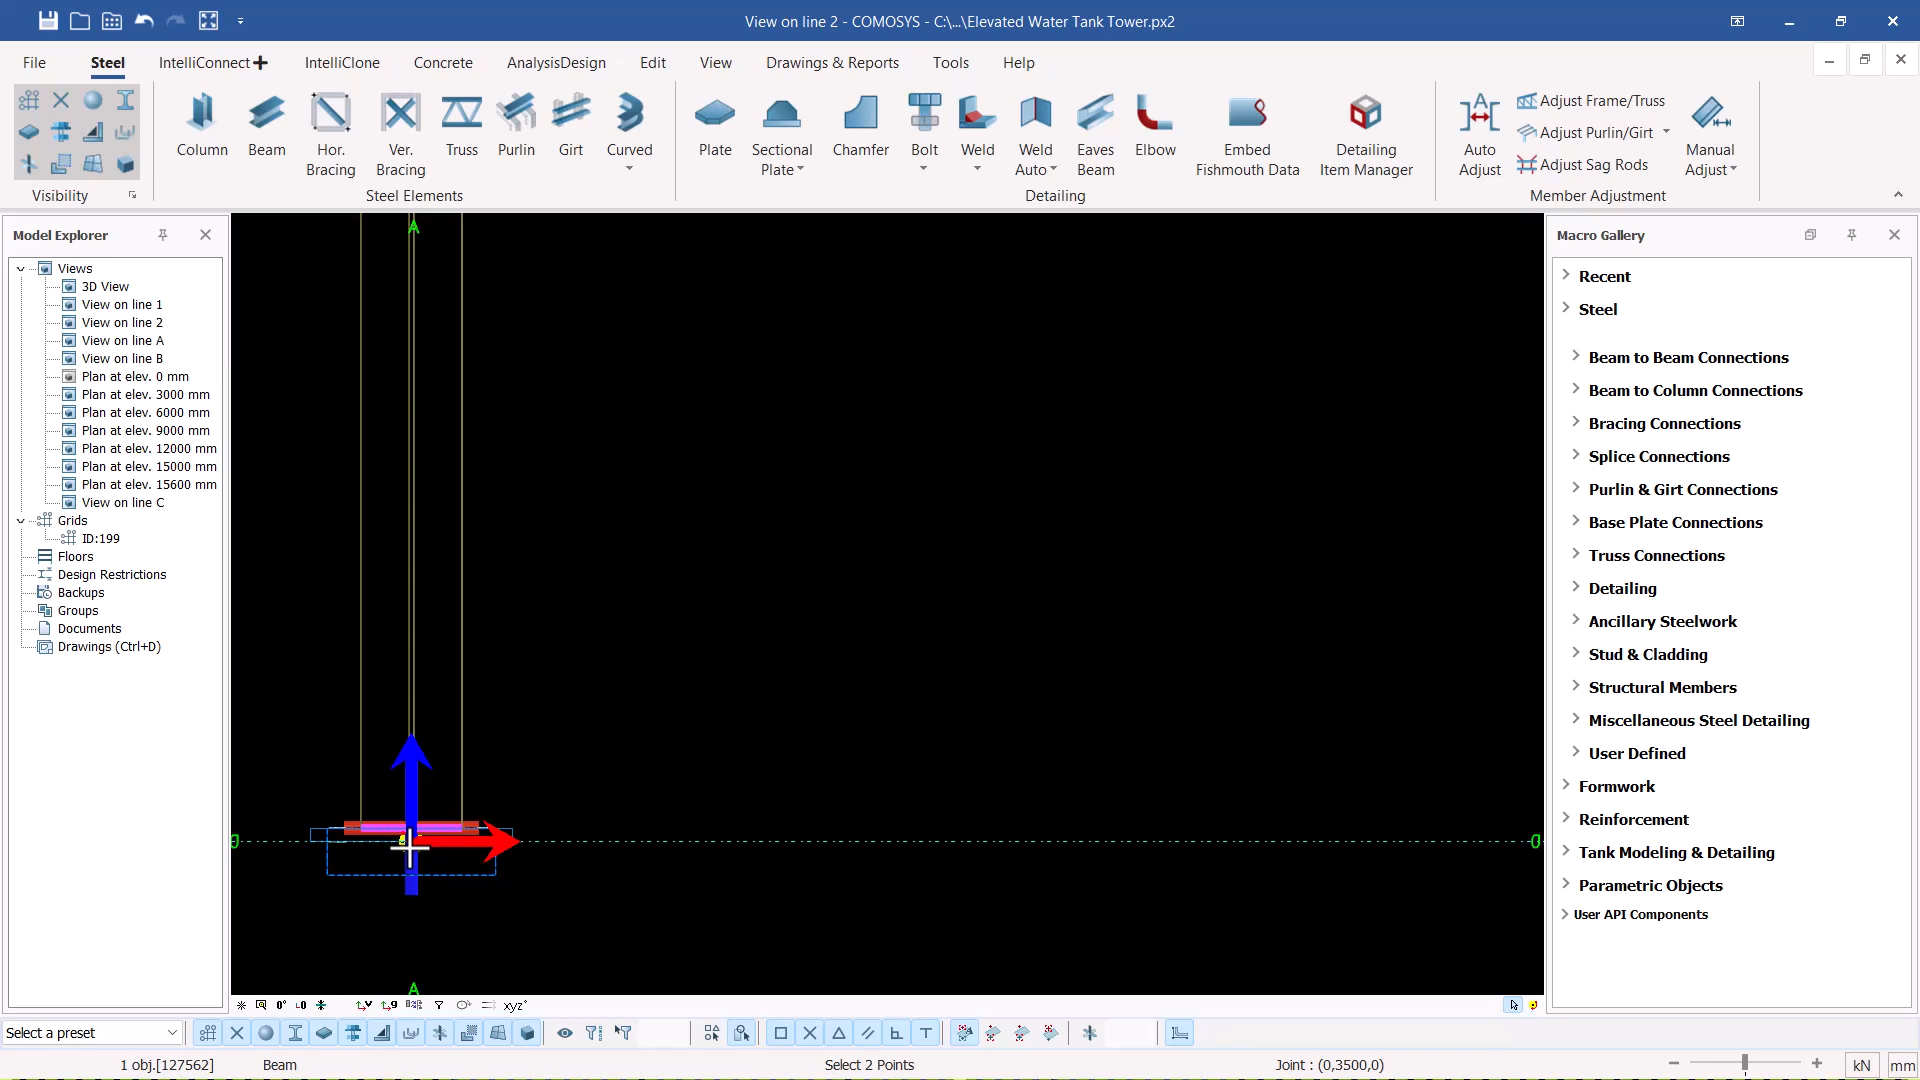 View on line 2 - COMOSYS - C:\...\Elevated Water Tank Tower.px2
File
Steel
IntelliConnect
IntelliClone
Concrete
AnalysisDesign
Edit
View
Drawings & Reports
Tools
Help
Column
Beam
Hor. Bracing
Ver. Bracing
Truss
Purlin
Girt
Curved
Plate
Sectional Plate
Chamfer
Bolt
Weld
Weld Auto
Eaves Beam
Elbow
Embed Fishmouth Data
Detailing Item Manager
Auto Adjust
Adjust Frame/Truss
Adjust Purlin/Girt
Adjust Sag Rods
Manual Adjust
Visibility
Steel Elements
Detailing
Member Adjustment
Model Explorer
Views
3D View
View on line 1
View on line 2
View on line A
View on line B
Plan at elev. 0 mm
Plan at elev. 3000 mm
Plan at elev. 6000 mm
Plan at elev. 9000 mm
Plan at elev. 12000 mm
Plan at elev. 15000 mm
Plan at elev. 15600 mm
View on line C
Grids
ID:199
Floors
Design Restrictions
Backups
Groups
Documents
Drawings (Ctrl+D)
A
0
0
A
Macro Gallery
Recent
Steel
Beam to Beam Connections
Beam to Column Connections
Bracing Connections
Splice Connections
Purlin & Girt Connections
Base Plate Connections
Truss Connections
Detailing
Ancillary Steelwork
Stud & Cladding
Structural Members
Miscellaneous Steel Detailing
User Defined
Formwork
Reinforcement
Tank Modeling & Detailing
Parametric Objects
User API Components
xyz
Select a preset
1 obj.[127562]
Beam
Select 2 Points
Joint : (0,3500,0)
kN
mm